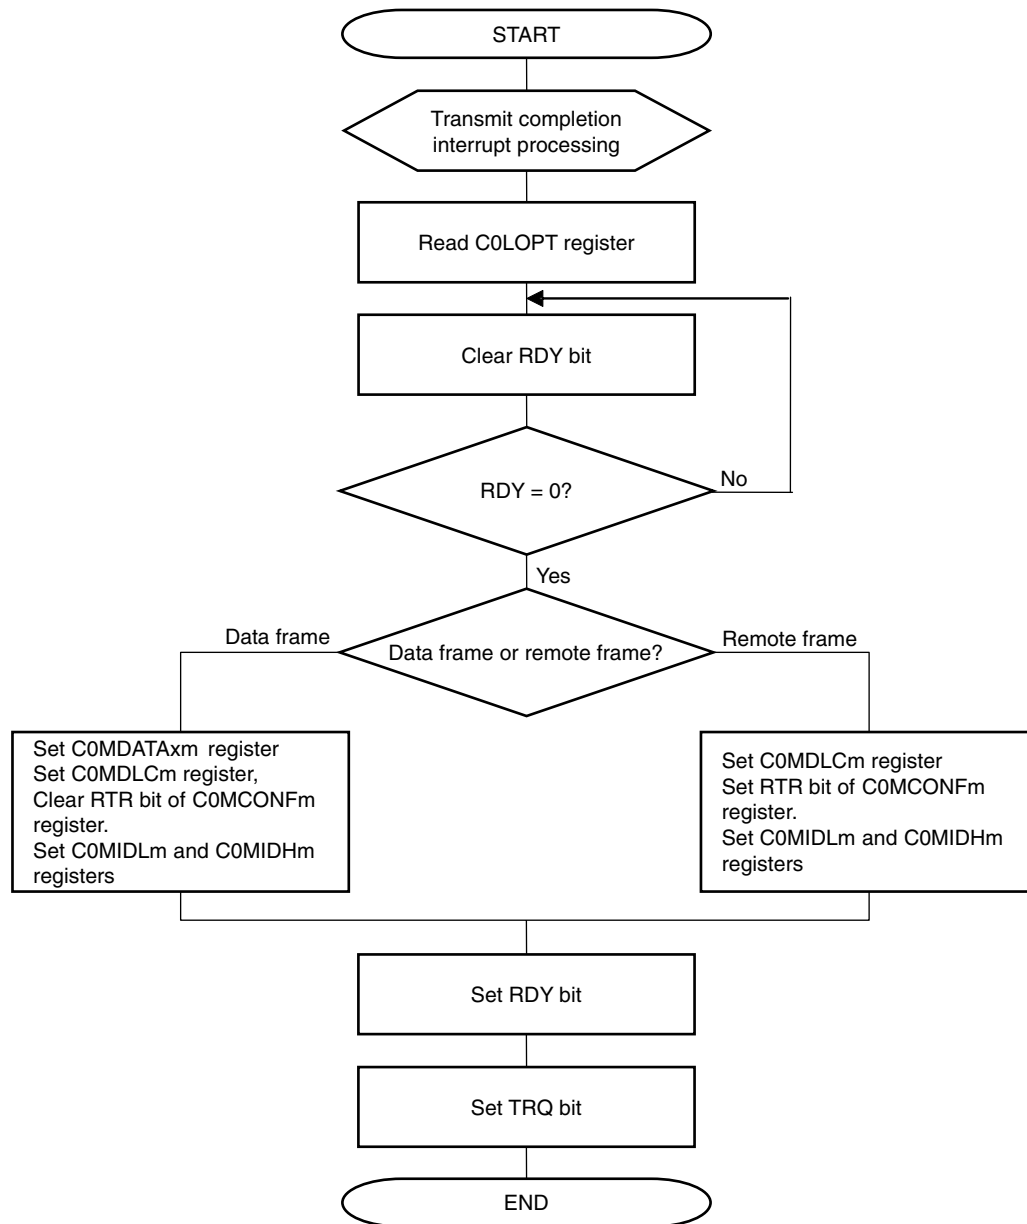 START
Transmit completion
interrupt processing
Read C0LOPT register
Clear RDY bit
RDY = 0?
No
Yes
Data frame
Data frame or remote frame?
Remote frame
Set C0MDATAxm register
Set C0MDLCm register,
Clear RTR bit of C0MCONFm
register.
Set C0MIDLm and C0MIDHm
registers
Set C0MDLCm register
Set RTR bit of C0MCONFm
register.
Set C0MIDLm and C0MIDHm
registers
Set RDY bit
Set TRQ bit
END